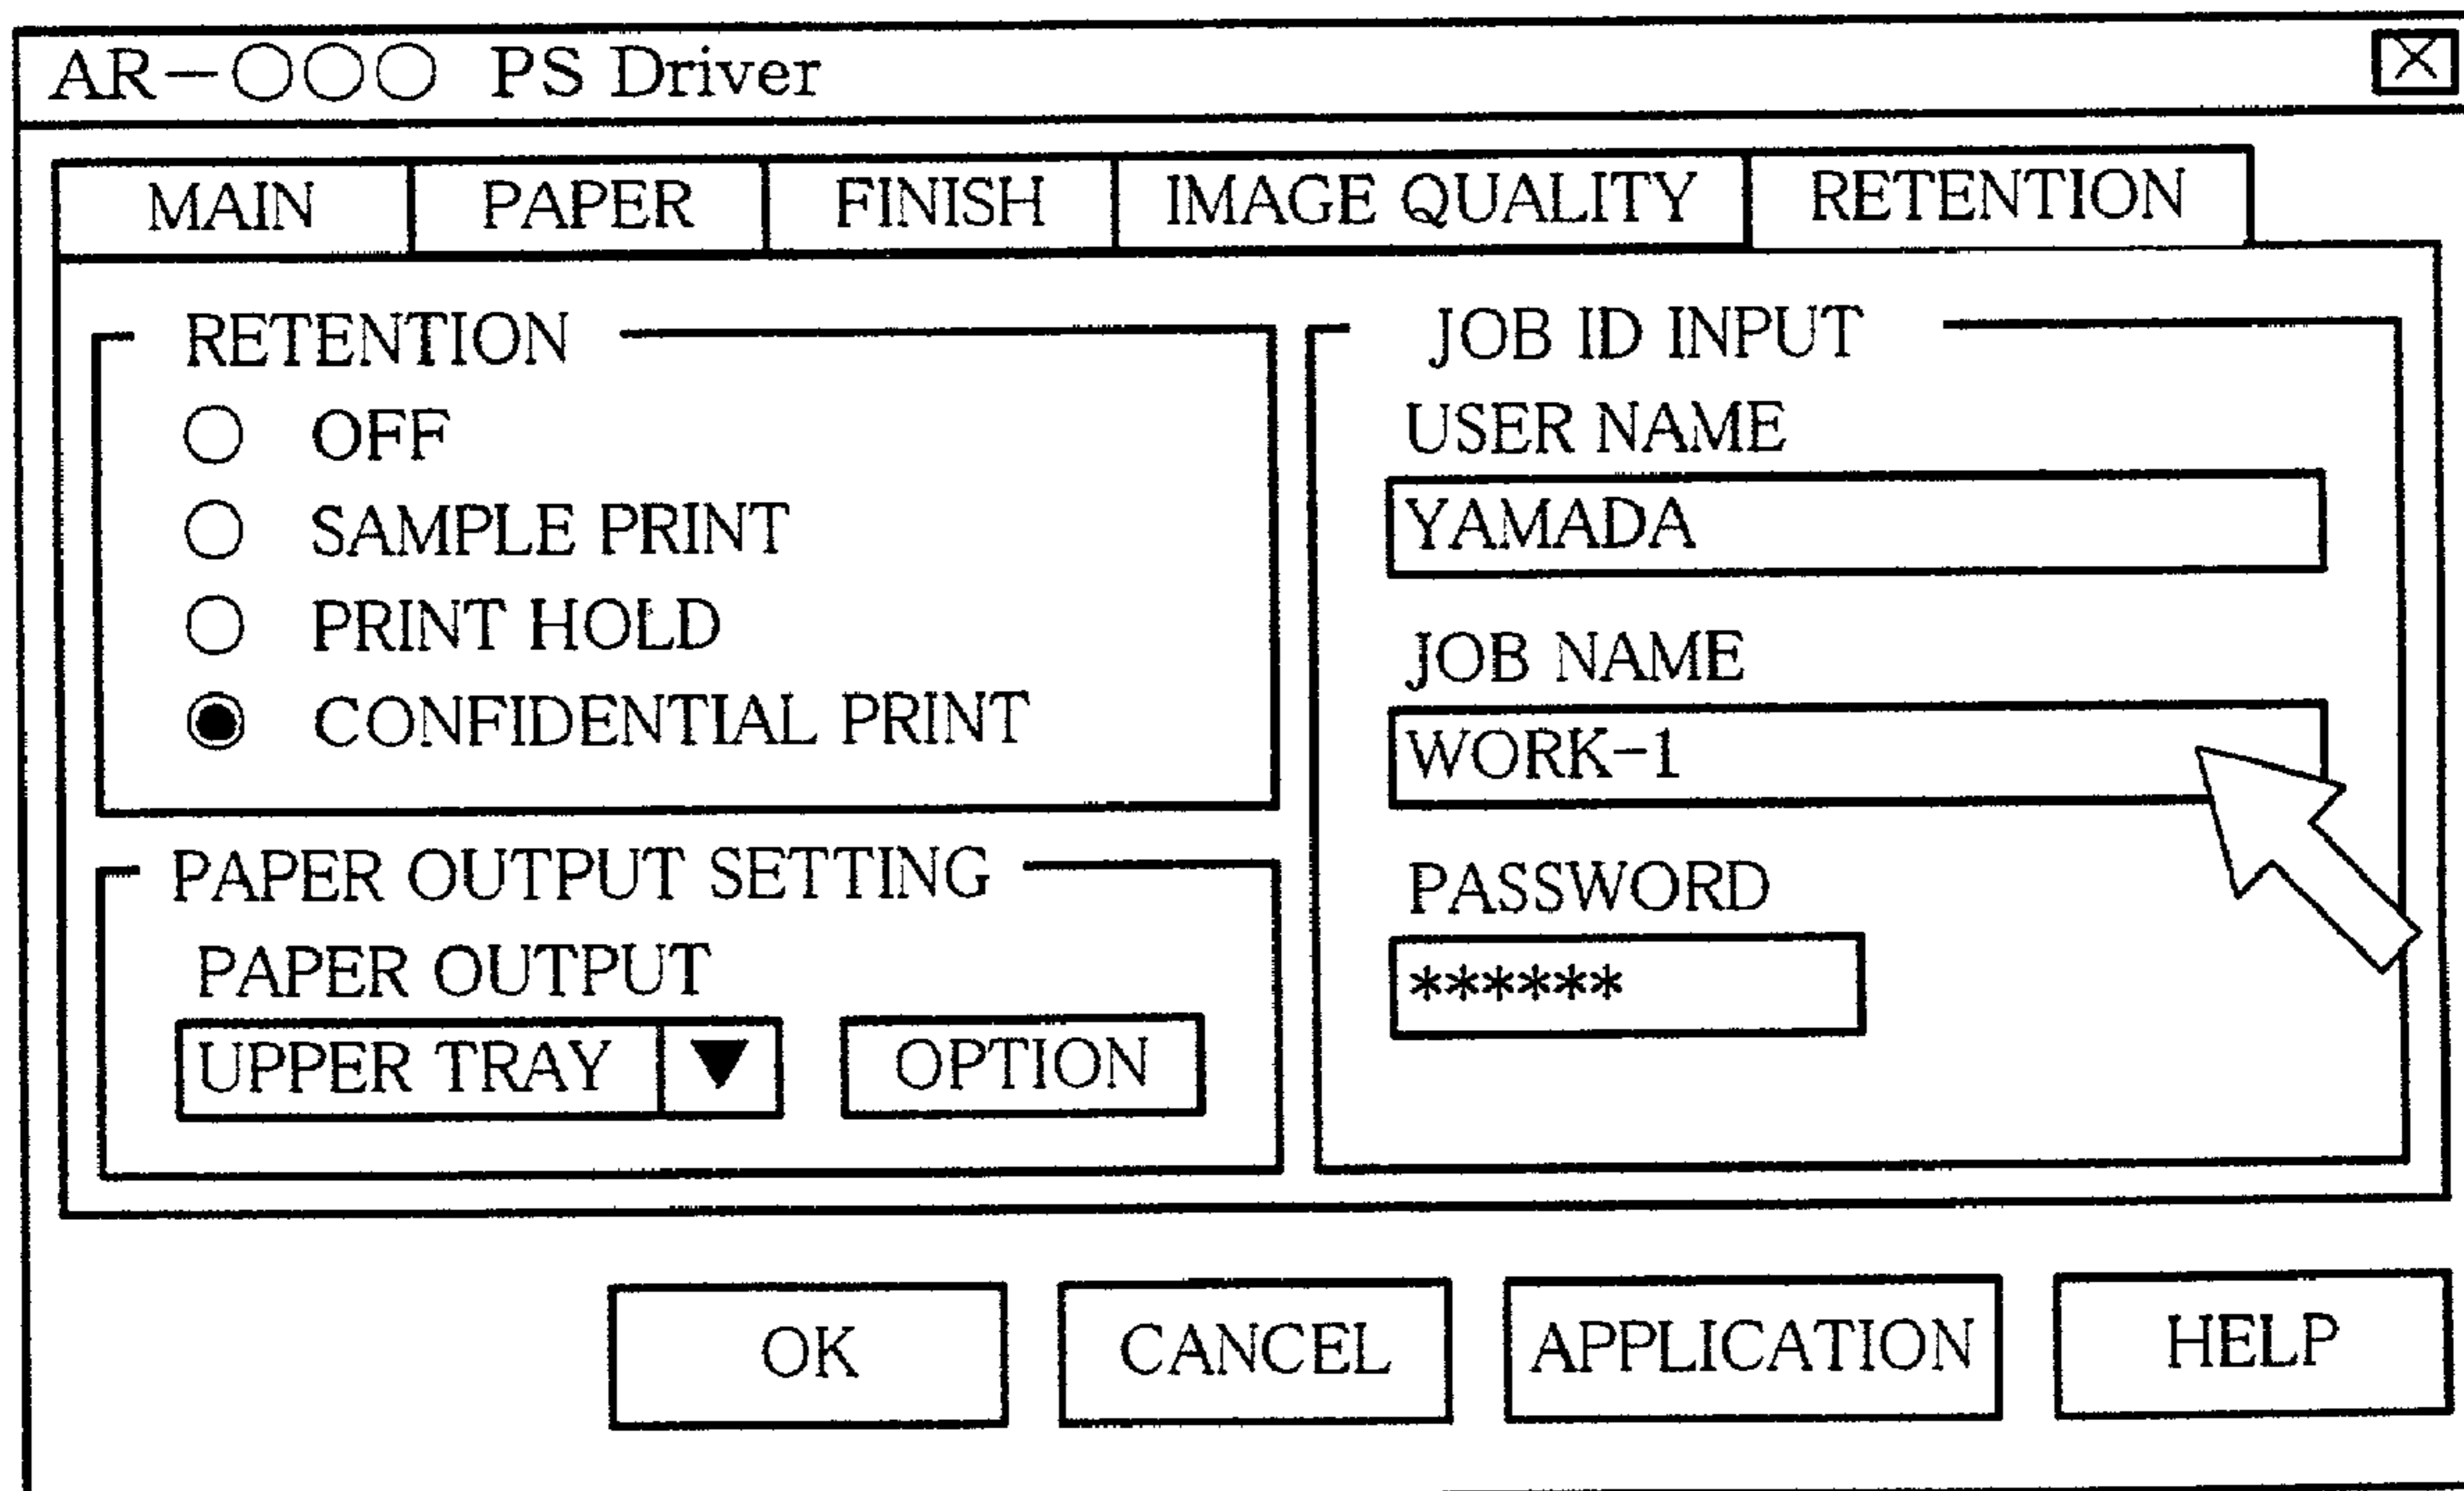 AR-○○○ PS Driver
MAIN PAPER FINISH IMAGE QUALITY RETENTION
RETENTION
OFF
SAMPLE PRINT
PRINT HOLD
CONFIDENTIAL PRINT
PAPER OUTPUT SETTING
PAPER OUTPUT
UPPER TRAY ▼ OPTION
JOB ID INPUT
USER NAME
YAMADA
JOB NAME
WORK-1
PASSWORD
******
OK CANCEL APPLICATION HELP